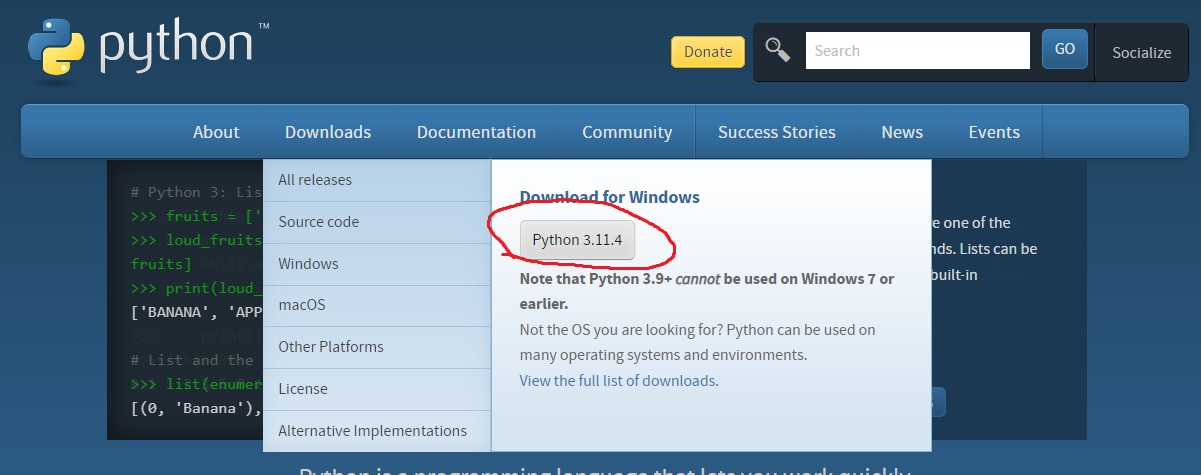 python™
Donate
Search
GO
Socialize
About
Downloads
Documentation
Community
Success Stories
News
Events
# Python 3: Lis
>>> fruits = ['
>>> loud_fruits
fruits]
>>> print(loud_
['BANANA', 'APP
# List and the
>>> list(enumer
[(0, 'Banana'),
All releases
Source code
Windows
macOS
Other Platforms
License
Alternative Implementations
Download for Windows
Python 3.11.4
Note that Python 3.9+ cannot be used on Windows 7 or
earlier.
Not the OS you are looking for? Python can be used on
many operating systems and environments.
View the full list of downloads.
e one of the
nds. Lists can be
built-in
Python is a programming language that lets you work quickly